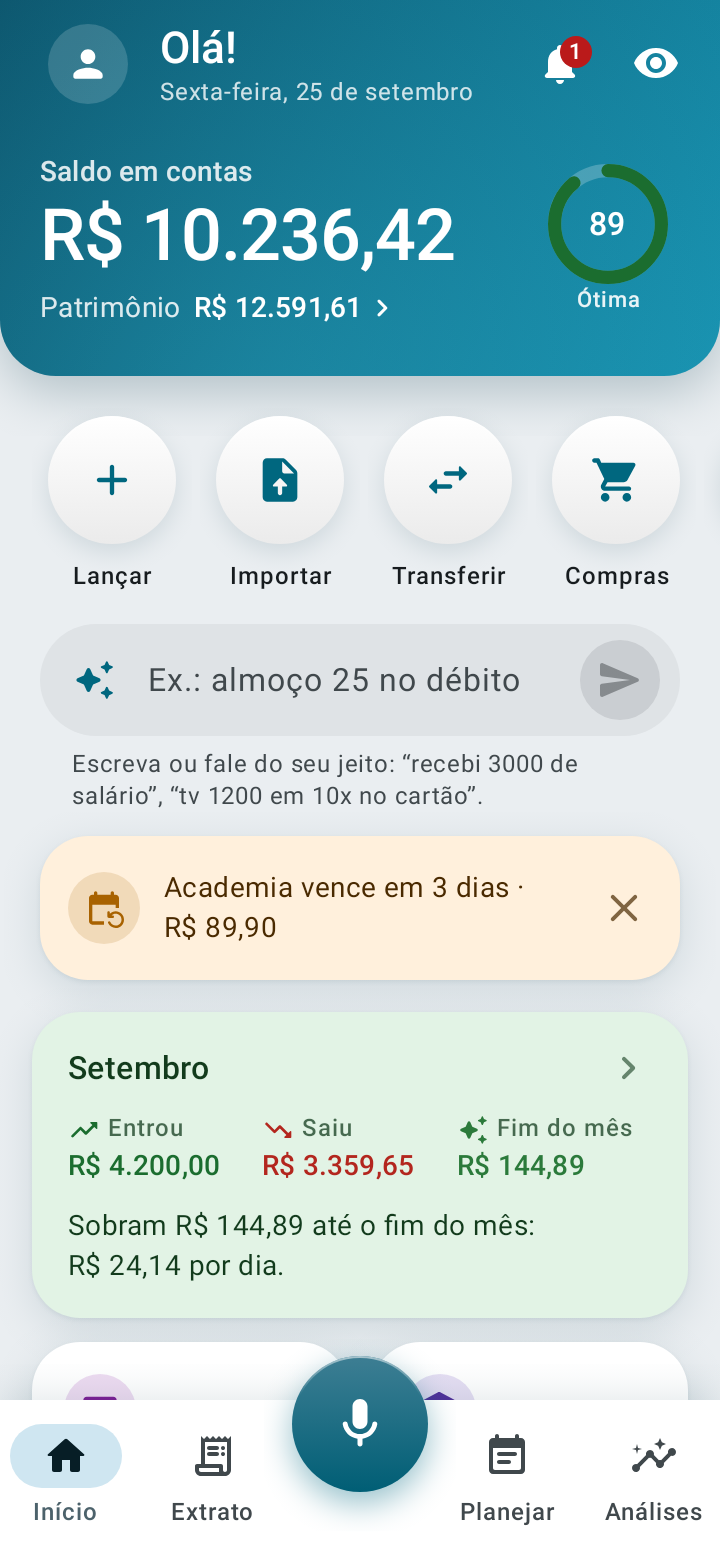 Olá!
1
Sexta-feira, 25 de setembro
Saldo em contas
R$ 10.236,42
89
Patrimônio R$ 12.591,61
Ótima
Lançar
Importar
Transferir
Compras
Ex.: almoço 25 no débito
Escreva ou fale do seu jeito: “recebi 3000 de
salário”, “tv 1200 em 10x no cartão”.
Academia vence em 3 dias ·
R$ 89,90
Setembro
Entrou
Saiu
Fim do mês
R$ 4.200,00
R$ 3.359,65
R$ 144,89
Sobram R$ 144,89 até o fim do mês:
R$ 24,14 por dia.
Início
Extrato
Planejar
Análises